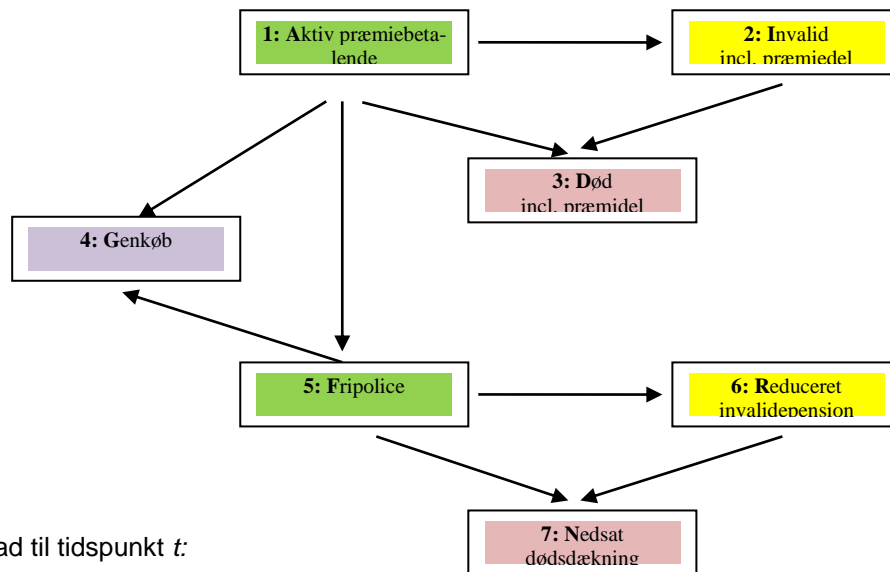 1: Aktiv præmiebeta-
lende
2: Invalid
incl. præmiedel
3: Død
incl. præmidel
4: Genkøb
5: Fripolice
6: Reduceret
invalidepension
7: Nedsat
dødsdækning
ad til tidspunkt t: